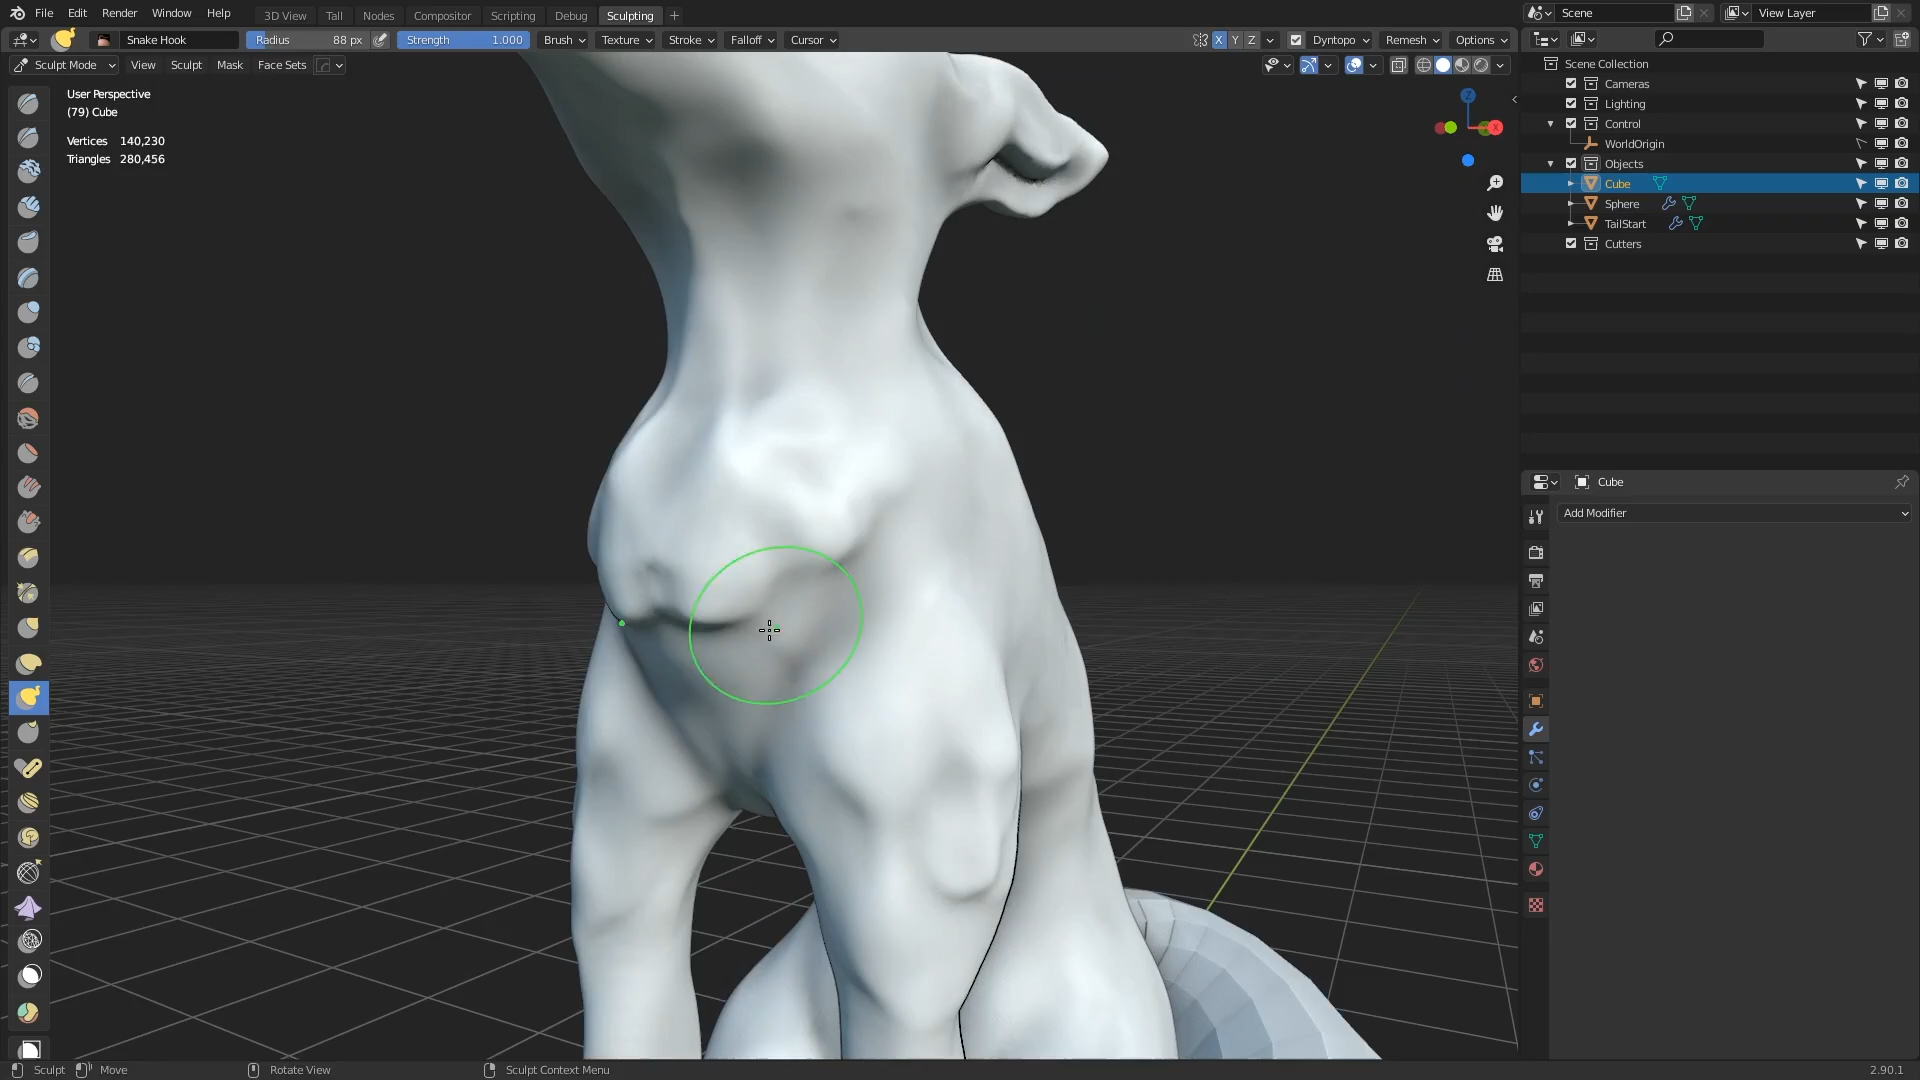 File Edit Render Window Help 3D View Tall Nodes Compositor Scripting Debug Sculpting + Scene View Layer
Snake Hook Radius 88 px Strength 1.000 Brush Texture Stroke Falloff Cursor X Y Z Dyntopo Remesh Options
Sculpt Mode View Sculpt Mask Face Sets
User Perspective
(79) Cube
Vertices 140,230
Triangles 280,456
Z
X
Scene Collection
Cameras
Lighting
Control
WorldOrigin
Objects
Cube
Sphere
TailStart
Cutters
Cube
Add Modifier
Sculpt Move Rotate View Sculpt Context Menu 2.90.1